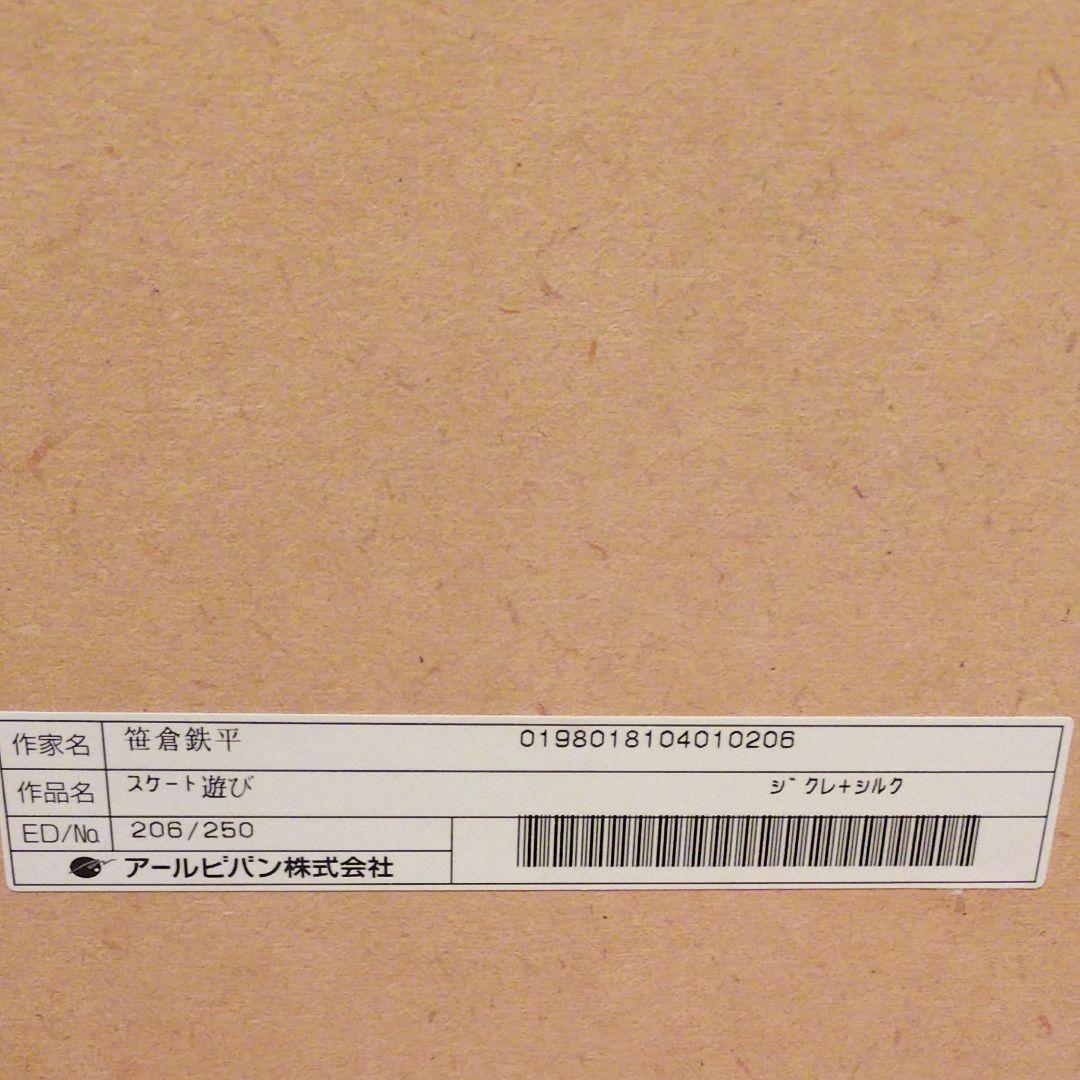 作家名 笹倉鉄平 0198018104010206
作品名 スケート遊び ジクレ+シルク
ED/No 206/250
アールビバン株式会社